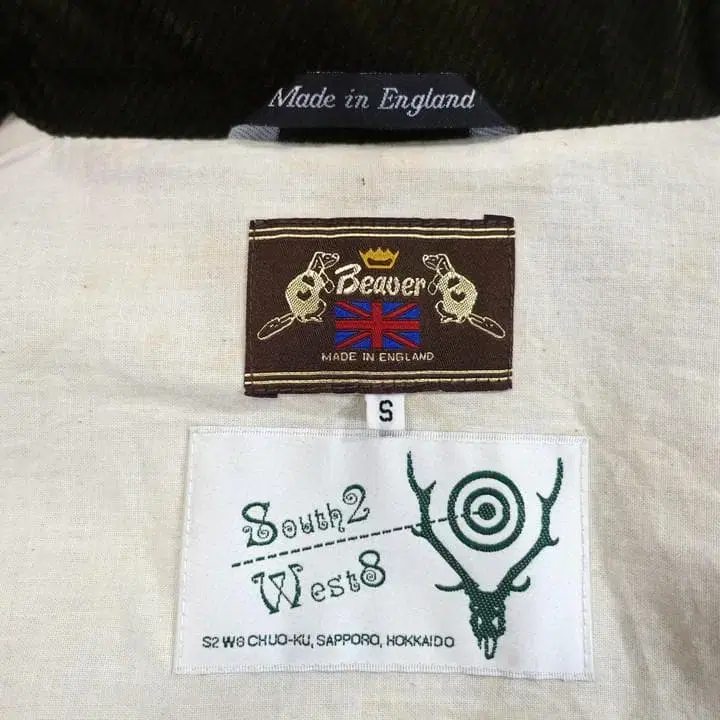 Made in England
Beaver
MADE IN ENGLAND
S
South2
West8
S2 W8 CHUO-KU, SAPPORO, HOKKAIDO